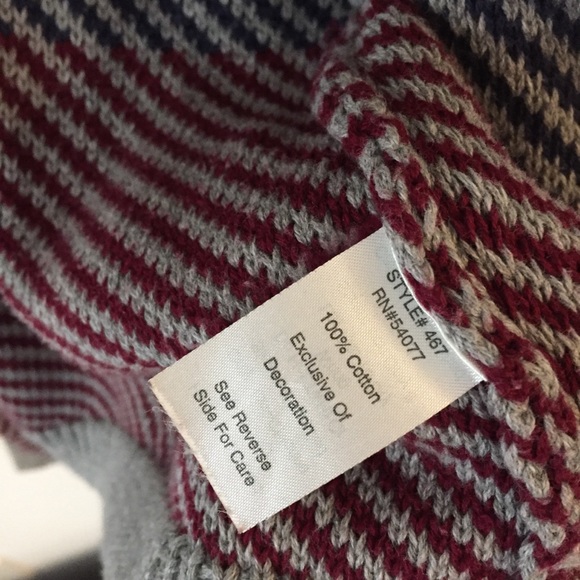 STYLE# 467
RN#54077
100% Cotton
Exclusive Of
Decoration
See Reverse
Side For Care